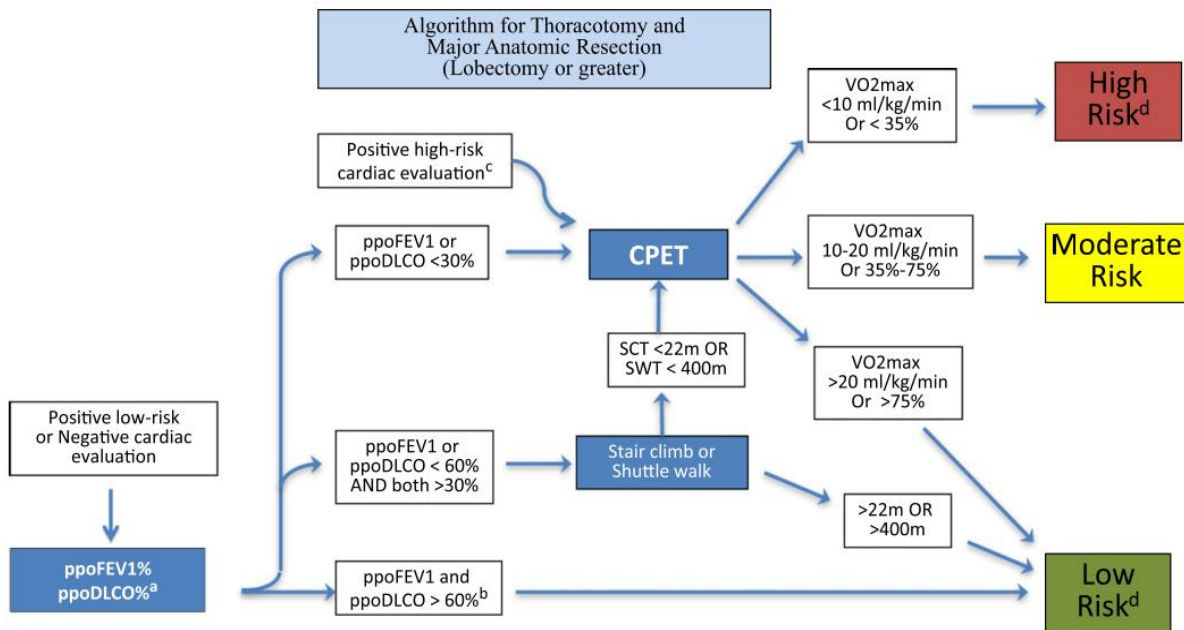 Algorithm for Thoracotomy and
Major Anatomic Resection
(Lobectomy or greater)
VO2max
<10 ml/kg/min
Or < 35%
High
Riskd
Positive high-risk
cardiac evaluationc
ppoFEV1 or
ppoDLCO <30%
CPET
VO2max
10-20 ml/kg/min
Or 35%-75%
Moderate
Risk
SCT <22m OR
SWT < 400m
VO2max
>20 ml/kg/min
Or >75%
Positive low-risk
or Negative cardiac
evaluation
ppoFEV1 or
ppoDLCO < 60%
AND both >30%
Stair climb or
Shuttle walk
>22m OR
>400m
ppoFEV1%
ppoDLCO%a
ppoFEV1 and
ppoDLCO > 60%b
Low
Riskd